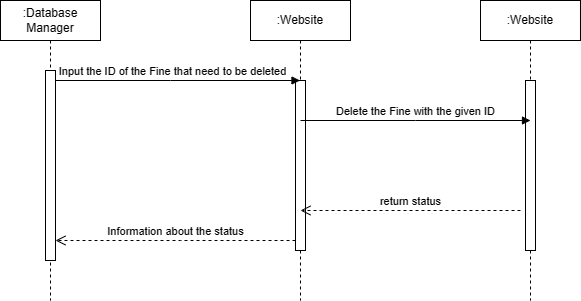 :Database
Manager
:Website
:Website
Input the ID of the Fine that need to be deleted
Delete the Fine with the given ID
return status
Information about the status